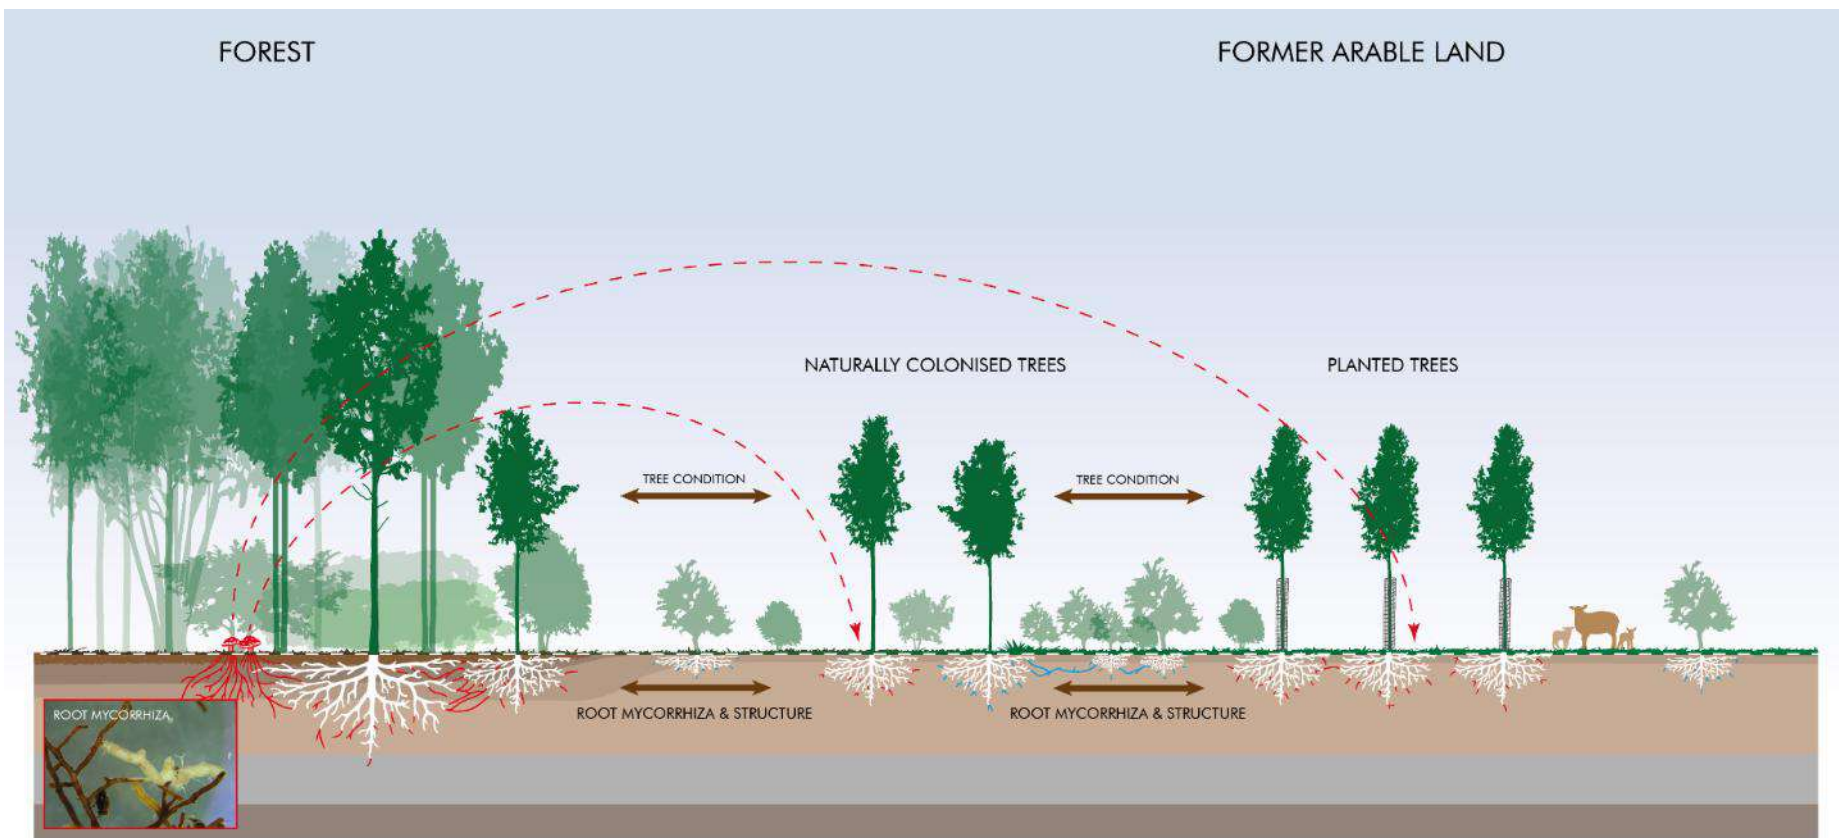 FOREST
FORMER ARABLE LAND
NATURALLY COLONISED TREES
PLANTED TREES
TREE CONDITION
TREE CONDITION
ROOT MYCORRHIZA & STRUCTURE
ROOT MYCORRHIZA & STRUCTURE
ROOT MYCORRHIZA